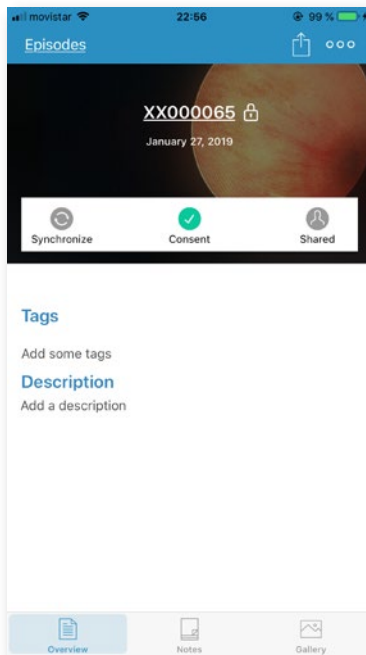 movistar 22:56 99 %
Episodes
XX000065
January 27, 2019
Synchronize Consent Shared
Tags
Add some tags
Description
Add a description
Overview Notes Gallery